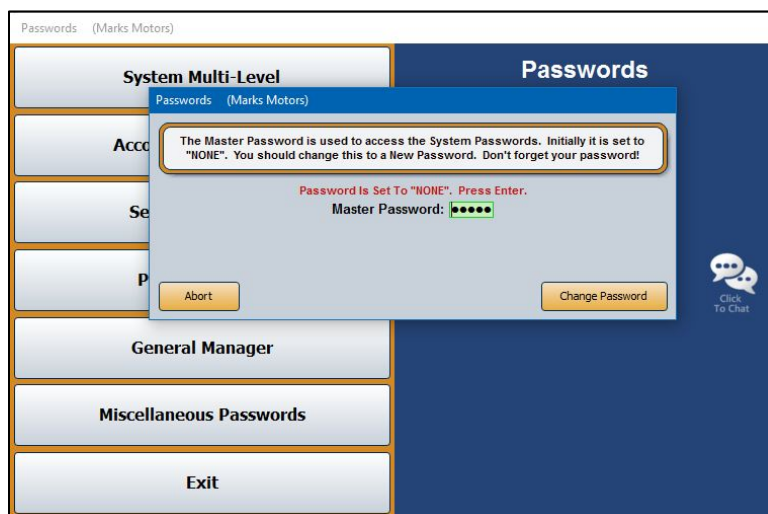 Passwords (Marks Motors)
System Multi-Level
Passwords
Passwords (Marks Motors)
The Master Password is used to access the System Passwords. Initially it is set to
"NONE". You should change this to a New Password. Don't forget your password!
Acco
Password Is Set To "NONE". Press Enter.
Master Password: ●●●●●
Se
P
Abort
Change Password
Click
To Chat
General Manager
Miscellaneous Passwords
Exit